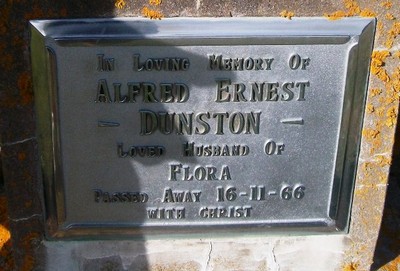 In Loving Memory Of
Alfred Ernest
Dunston
Loved Husband Of
Flora
Passed Away 16-11-66
With Christ